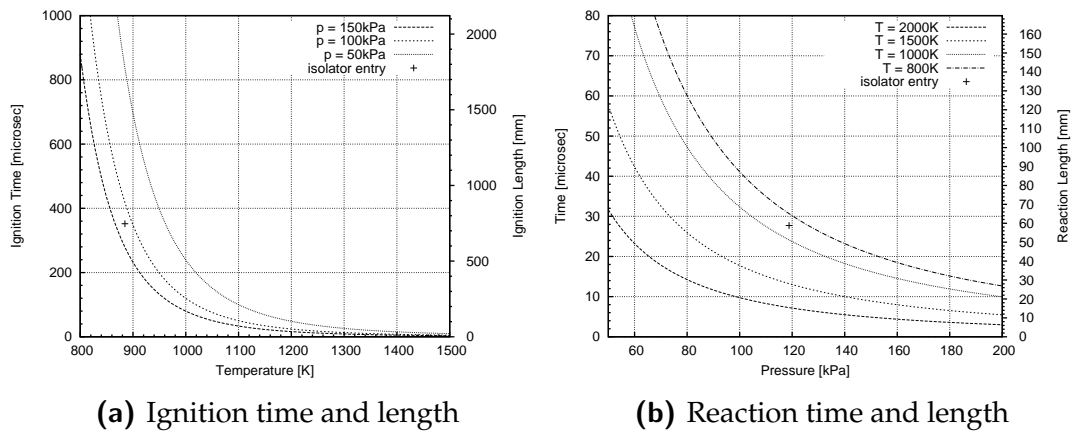 1000
800
600
400
200
0
Ignition Time [microsec]
800 900 1000 1100 1200 1300 1400 1500
Temperature [K]
2000
1500
1000
500
0
Ignition Length [mm]
p = 150kPa
p = 100kPa
p = 50kPa
isolator entry
(a) Ignition time and length
80
70
60
50
40
30
20
10
0
Time [microsec]
60 80 100 120 140 160 180 200
Pressure [kPa]
160
150
140
130
120
110
100
90
80
70
60
50
40
30
20
10
0
Reaction Length [mm]
T = 2000K
T = 1500K
T = 1000K
T = 800K
isolator entry
(b) Reaction time and length